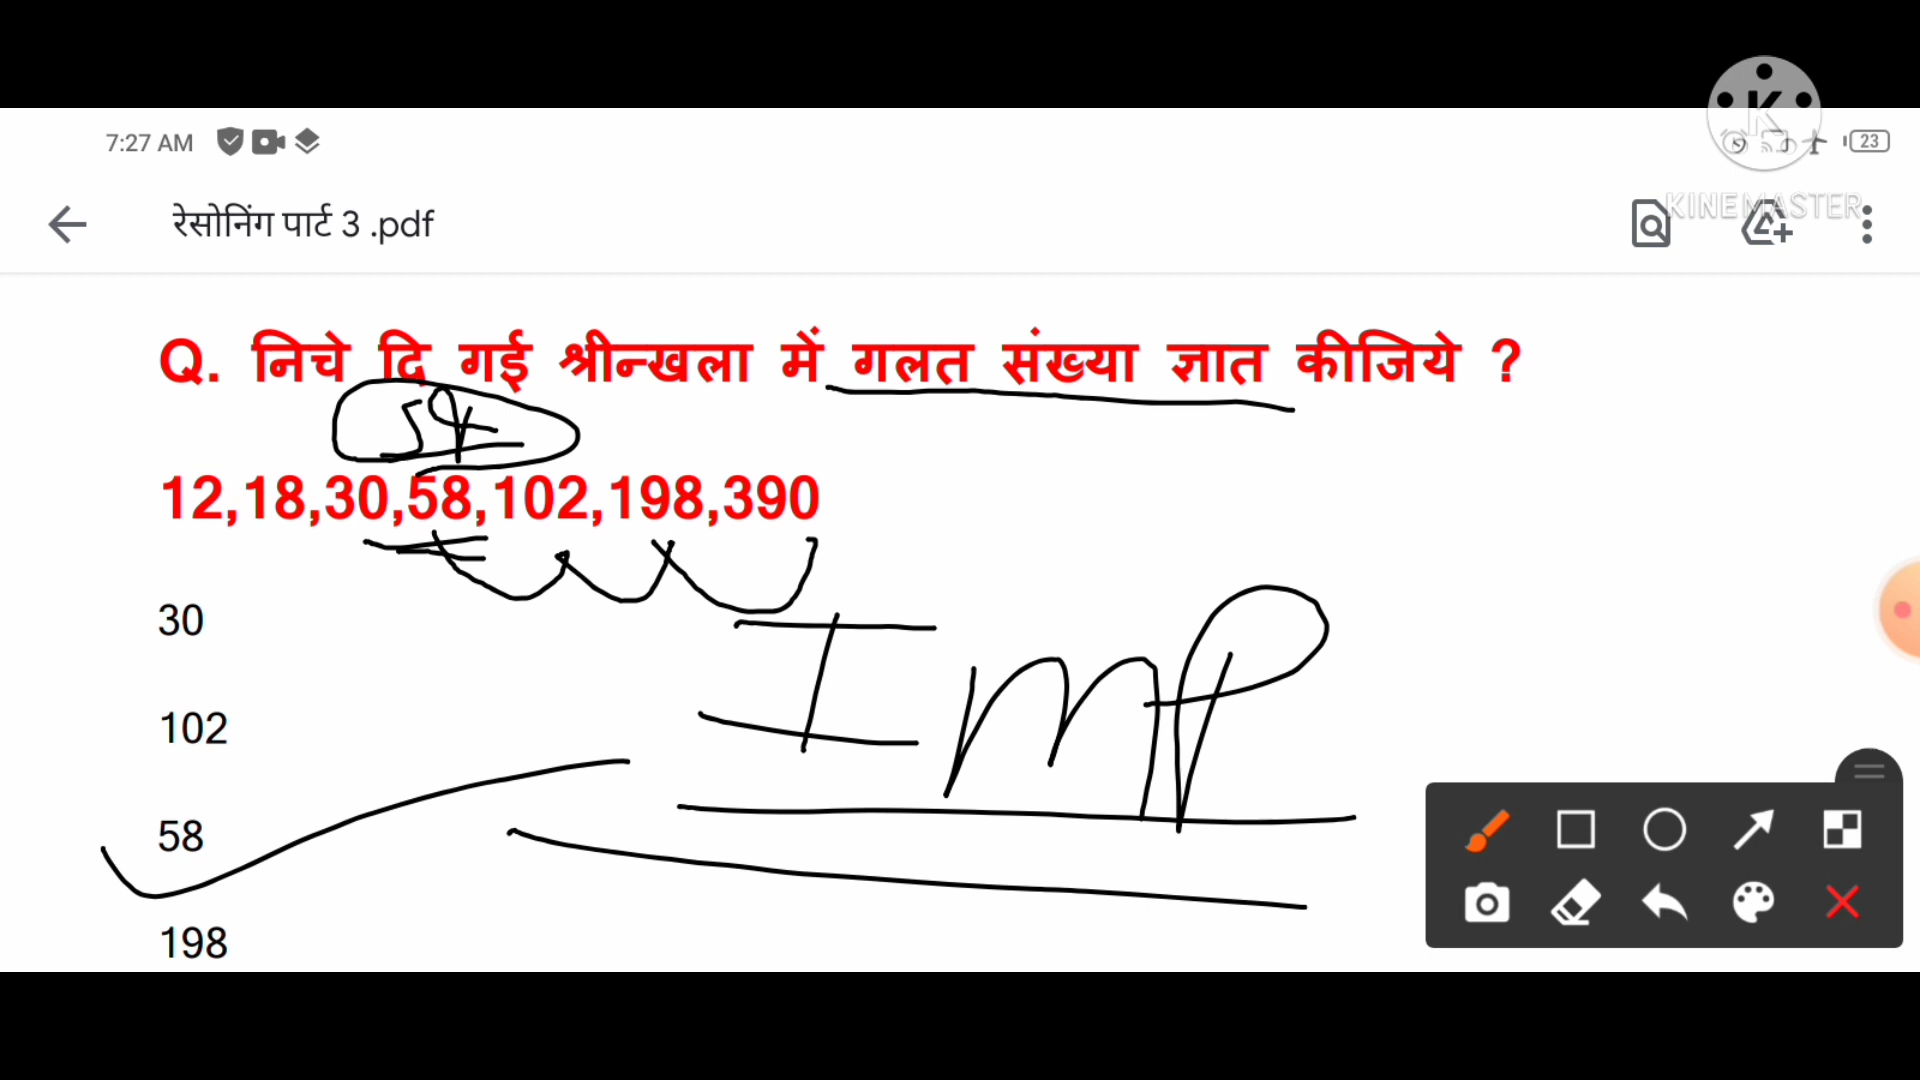 7:27 AM
23
KINEMASTER
रेसोनिंग पार्ट 3 .pdf
Q. निचे दि गई श्रीन्खला में गलत संख्या ज्ञात कीजिये ?
54
12,18,30,58,102,198,390
30
IMP
102
58
198